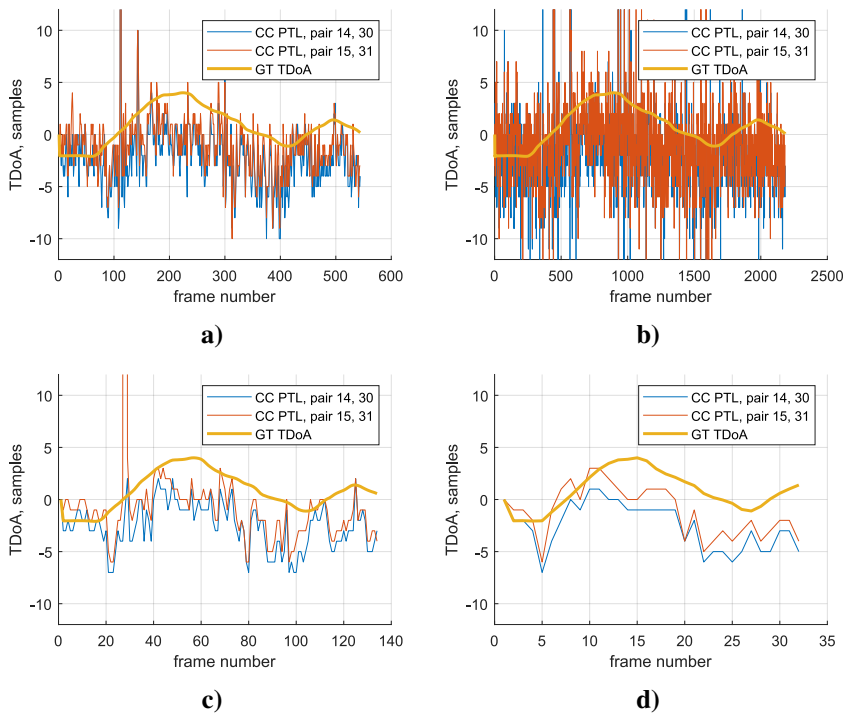 CC PTL, pair 14, 30
CC PTL, pair 15, 31
GT TDoA
TDoA, samples
10
5
0
-5
-10
0 100 200 300 400 500 600
frame number
a)
CC PTL, pair 14, 30
CC PTL, pair 15, 31
GT TDoA
TDoA, samples
10
5
0
-5
-10
0 500 1000 1500 2000 2500
frame number
b)
CC PTL, pair 14, 30
CC PTL, pair 15, 31
GT TDoA
TDoA, samples
10
5
0
-5
-10
0 20 40 60 80 100 120 140
frame number
c)
CC PTL, pair 14, 30
CC PTL, pair 15, 31
GT TDoA
TDoA, samples
10
5
0
-5
-10
0 5 10 15 20 25 30 35
frame number
d)